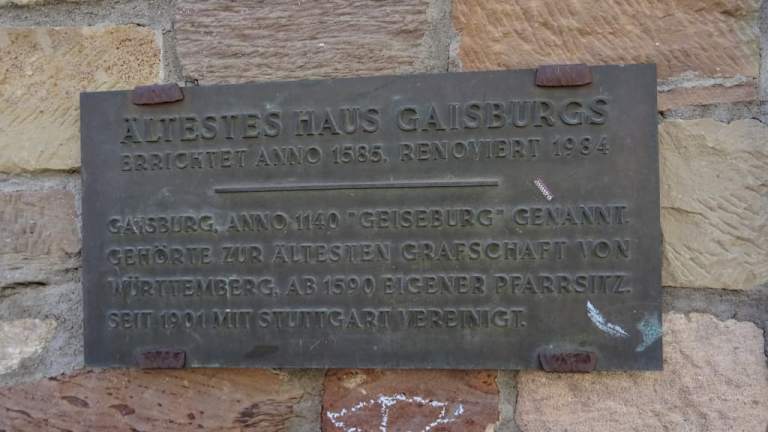 ÄLTESTES HAUS GAISBURGS
ERRICHTET ANNO 1585, RENOVIERT 1984
GAISBURG, ANNO 1140 "GEISEBURG" GENANNT.
GEHÖRTE ZUR ÄLTESTEN GRAFSCHAFT VON
WÜRTTEMBERG. AB 1590 EIGENER PFARRSITZ.
SEIT 1901 MIT STUTTGART VEREINIGT.